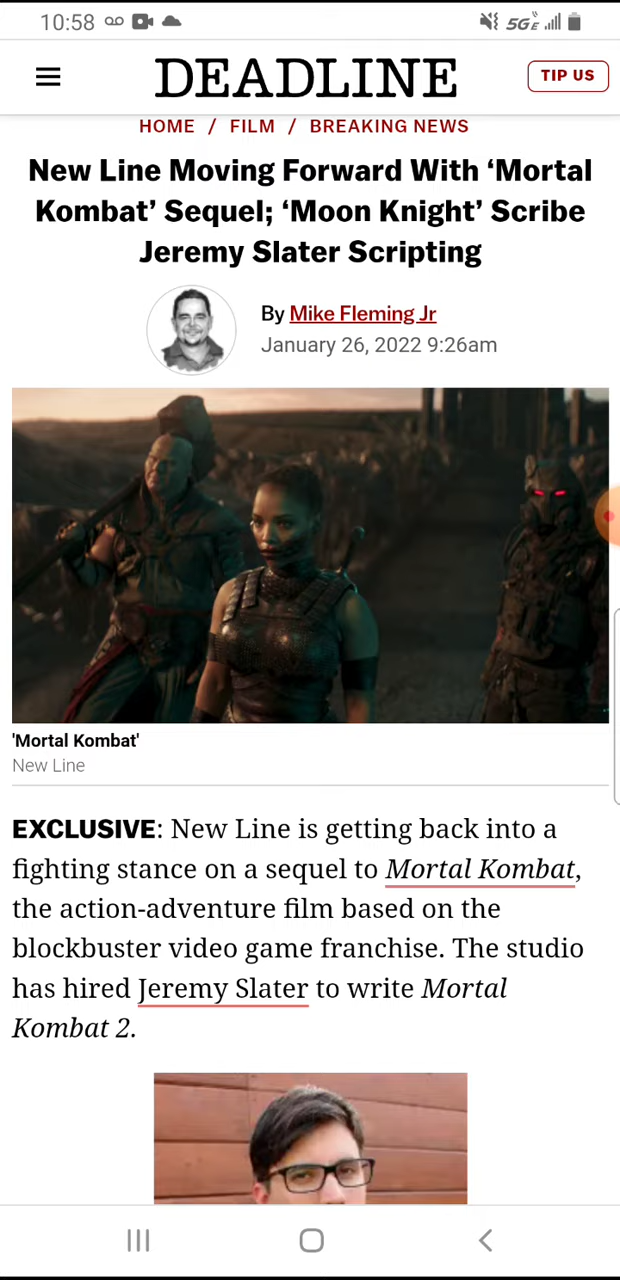 10:58
5GE
DEADLINE
TIP US
HOME / FILM / BREAKING NEWS
New Line Moving Forward With ‘Mortal
Kombat’ Sequel; ‘Moon Knight’ Scribe
Jeremy Slater Scripting
By Mike Fleming Jr
January 26, 2022 9:26am
'Mortal Kombat'
New Line
EXCLUSIVE: New Line is getting back into a
fighting stance on a sequel to Mortal Kombat,
the action-adventure film based on the
blockbuster video game franchise. The studio
has hired Jeremy Slater to write Mortal
Kombat 2.